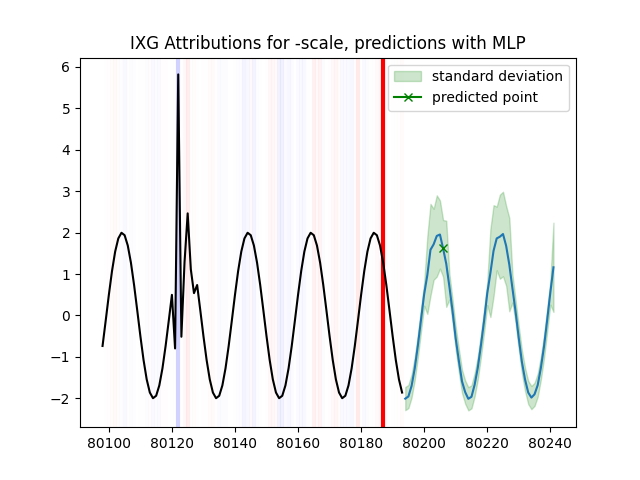 IXG Attributions for -scale, predictions with MLP
6
5
4
3
2
1
0
−1
−2
standard deviation
predicted point
80100 80120 80140 80160 80180 80200 80220 80240